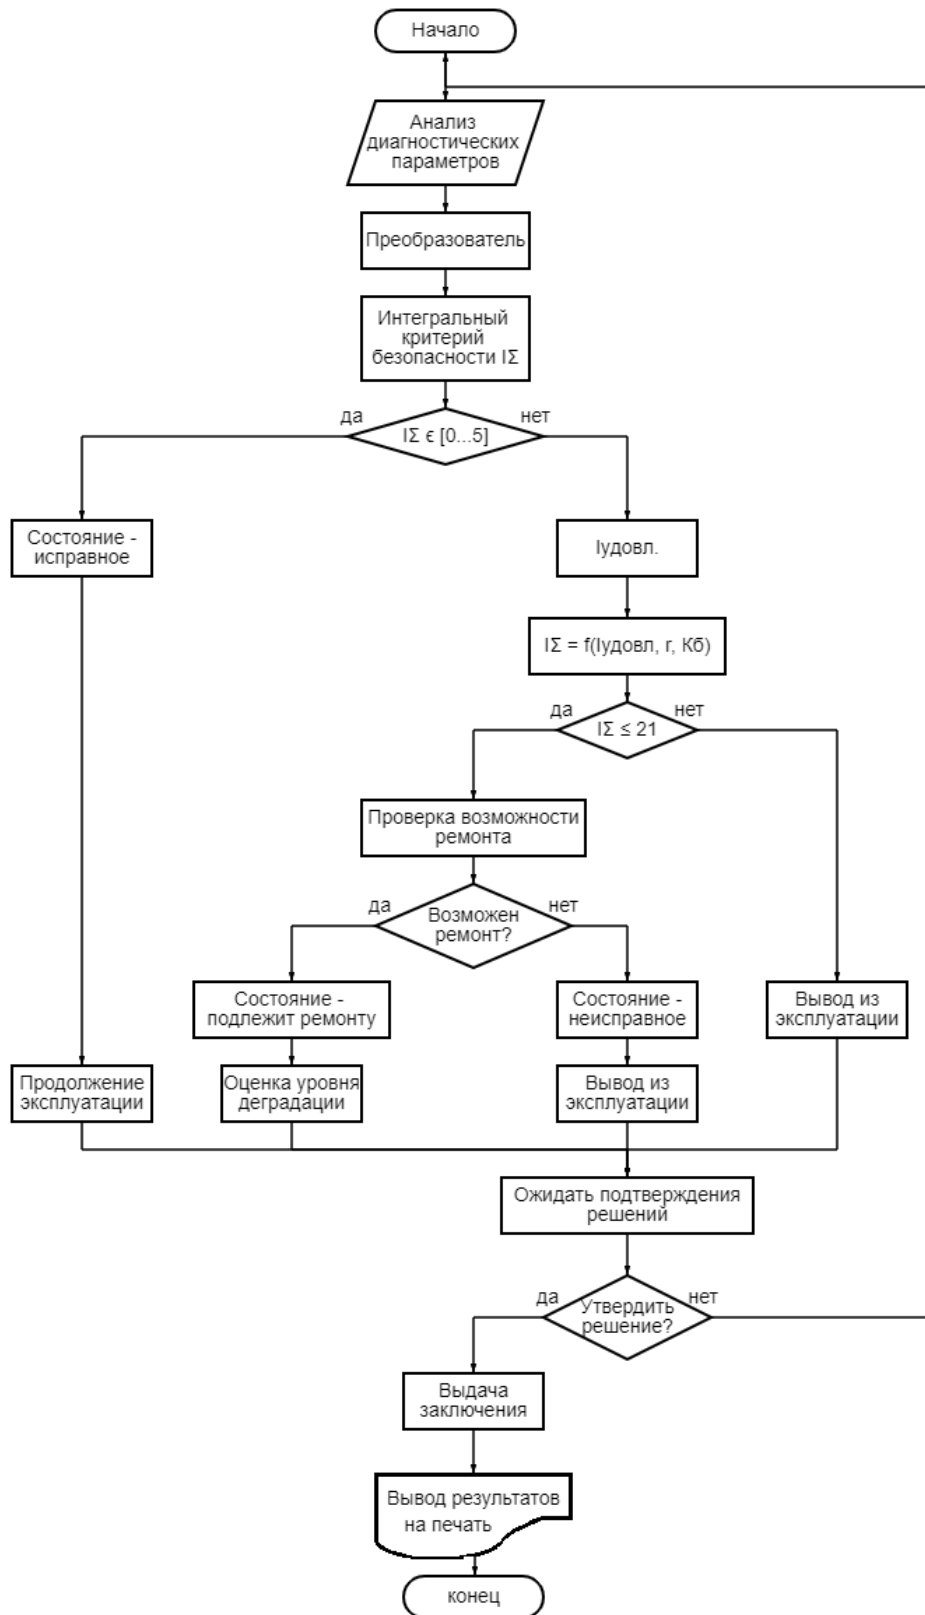 Начало
Анализ
диагностических
параметров
Преобразователь
Интегральный
критерий
безопасности IΣ
да
нет
IΣ ϵ [0...5]
Состояние -
исправное
Iудовл.
IΣ = f(Iудовл, r, Кб)
да
нет
IΣ ≤ 21
Проверка возможности
ремонта
да
нет
Возможен
ремонт?
Состояние -
подлежит ремонту
Состояние -
неисправное
Вывод из
эксплуатации
Продолжение
эксплуатации
Оценка уровня
деградации
Вывод из
эксплуатации
Ожидать подтверждения
решений
да
нет
Утвердить
решение?
Выдача
заключения
Вывод результатов
на печать
конец